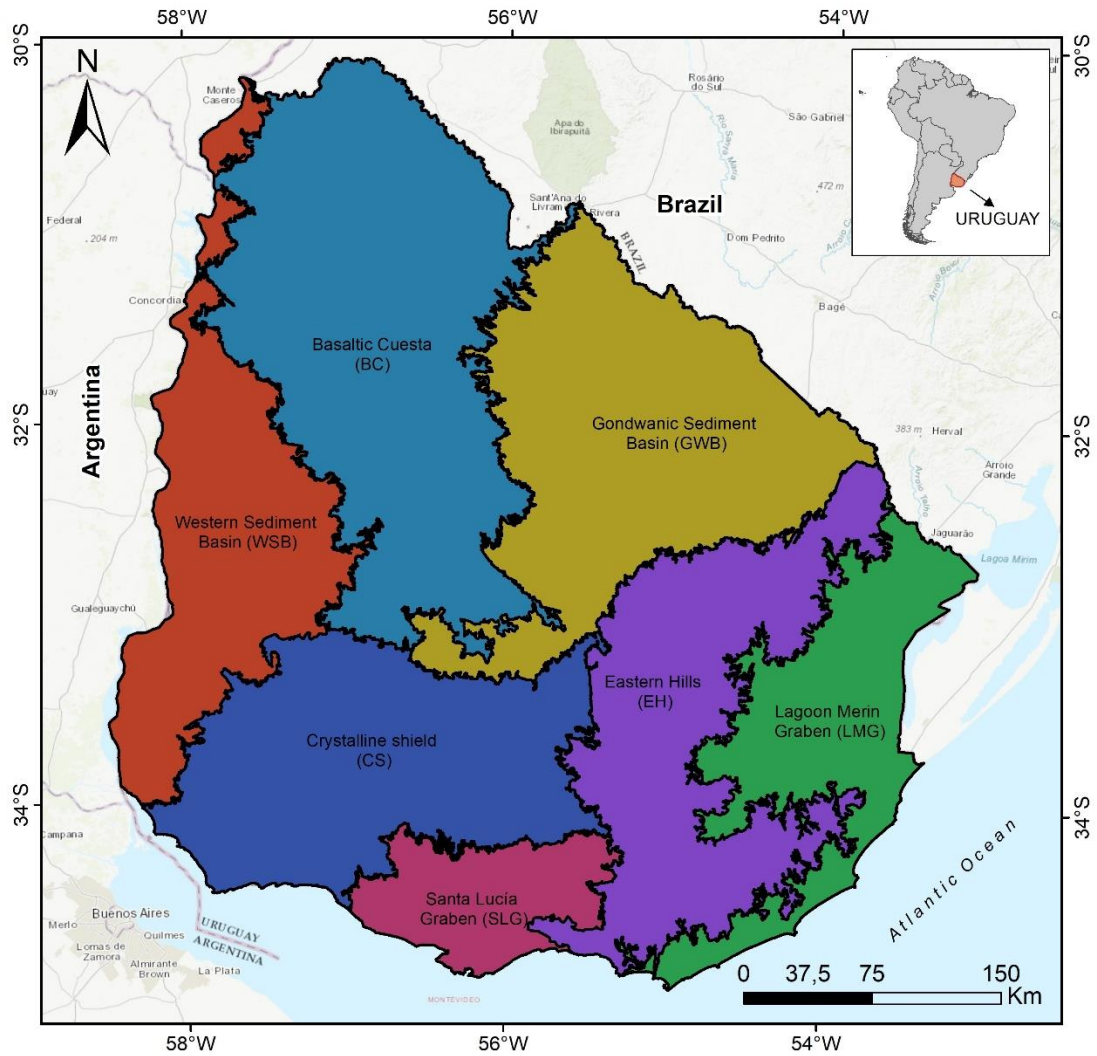 58°W
56°W
54°W
30°S
30°S
N
Monte
Caseros
Rosário
do Sul
Apa do
Ibirapuitã
Rio Santa Maria
São Gabriel
Sant'Ana do
Livram
Rivera
Brazil
472 m
URUGUAY
Federal
204 m
BRAZIL
Dom Pedrito
Concordia
Bagé
Basaltic Cuesta
(BC)
Argentina
32°S
32°S
Gondwanic Sediment
Basin (GWB)
383 m
Herval
Arroio
Grande
Western Sediment
Basin (WSB)
Jaguarão
Lagoa Mirim
Gualeguaychú
Eastern Hills
(EH)
Lagoon Merin
Graben (LMG)
Crystalline shield
(CS)
34°S
34°S
Campana
Santa Lucía
Graben (SLG)
Atlantic Ocean
Buenos Aires
Merlo
Quilmes
URUGUAY
ARGENTINA
Lomas de
Zamora
Almirante
Brown
La Plata
MONTEVIDEO
0
37,5
75
150
Km
58°W
56°W
54°W